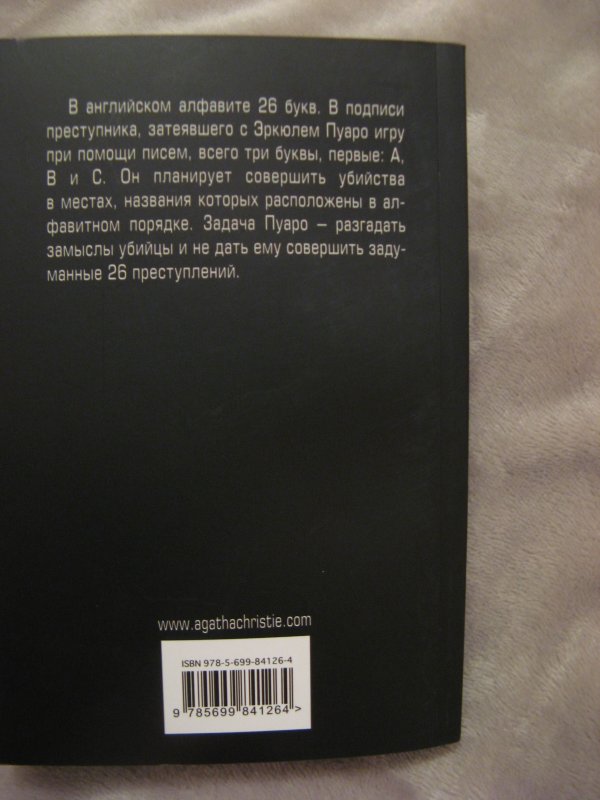 В английском алфавите 26 букв. В подписи
преступника, затеявшего с Эркюлем Пуаро игру
при помощи писем, всего три буквы, первые: А,
В и С. Он планирует совершить убийства
в местах, названия которых расположены в ал-
фавитном порядке. Задача Пуаро — разгадать
замыслы убийцы и не дать ему совершить заду-
манные 26 преступлений.
www.agathachristie.com
ISBN 978-5-699-84126-4
9 785699 841264 >